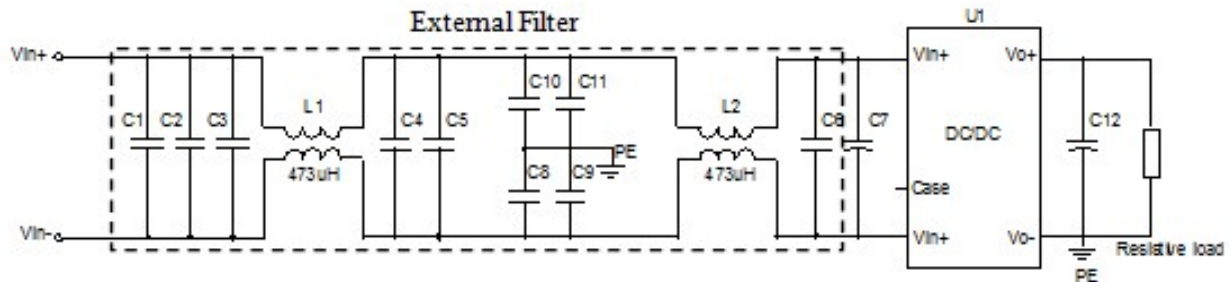 External Filter
U1
Vin+
Vin+
Vo+
C10
C11
L1
L2
C1
C2
C3
C4
C5
C6
C7
DC/DC
C12
PE
473uH
C8
C9
473uH
Case
Vin-
Vin+
Vo-
Resistive load
PE